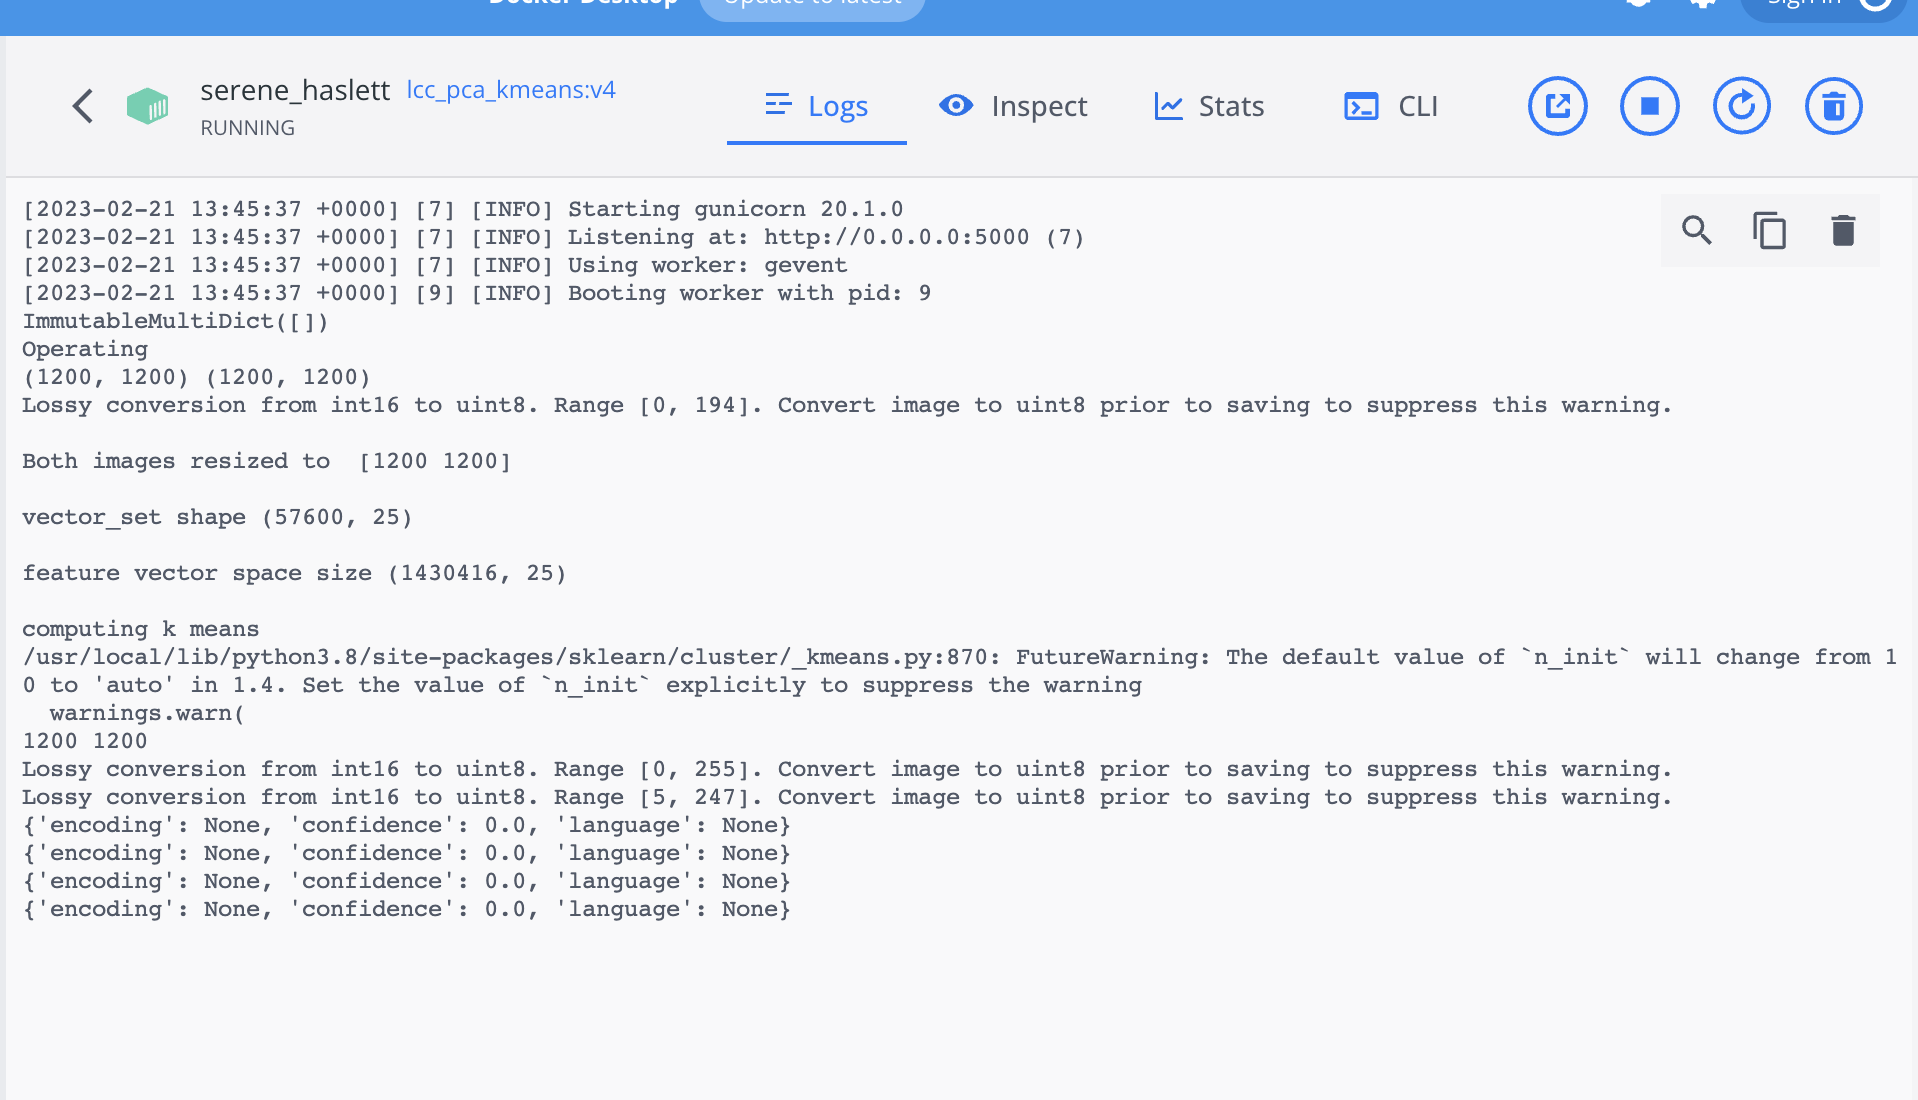 Docker Desktop Update to latest Sign in
serene_haslett lcc_pca_kmeans:v4
RUNNING
Logs Inspect Stats CLI
[2023-02-21 13:45:37 +0000] [7] [INFO] Starting gunicorn 20.1.0
[2023-02-21 13:45:37 +0000] [7] [INFO] Listening at: http://0.0.0.0:5000 (7)
[2023-02-21 13:45:37 +0000] [7] [INFO] Using worker: gevent
[2023-02-21 13:45:37 +0000] [9] [INFO] Booting worker with pid: 9
ImmutableMultiDict([])
Operating
(1200, 1200) (1200, 1200)
Lossy conversion from int16 to uint8. Range [0, 194]. Convert image to uint8 prior to saving to suppress this warning.
Both images resized to  [1200 1200]
vector_set shape (57600, 25)
feature vector space size (1430416, 25)
computing k means
/usr/local/lib/python3.8/site-packages/sklearn/cluster/_kmeans.py:870: FutureWarning: The default value of `n_init` will change from 1
0 to 'auto' in 1.4. Set the value of `n_init` explicitly to suppress the warning
  warnings.warn(
1200 1200
Lossy conversion from int16 to uint8. Range [0, 255]. Convert image to uint8 prior to saving to suppress this warning.
Lossy conversion from int16 to uint8. Range [5, 247]. Convert image to uint8 prior to saving to suppress this warning.
{'encoding': None, 'confidence': 0.0, 'language': None}
{'encoding': None, 'confidence': 0.0, 'language': None}
{'encoding': None, 'confidence': 0.0, 'language': None}
{'encoding': None, 'confidence': 0.0, 'language': None}